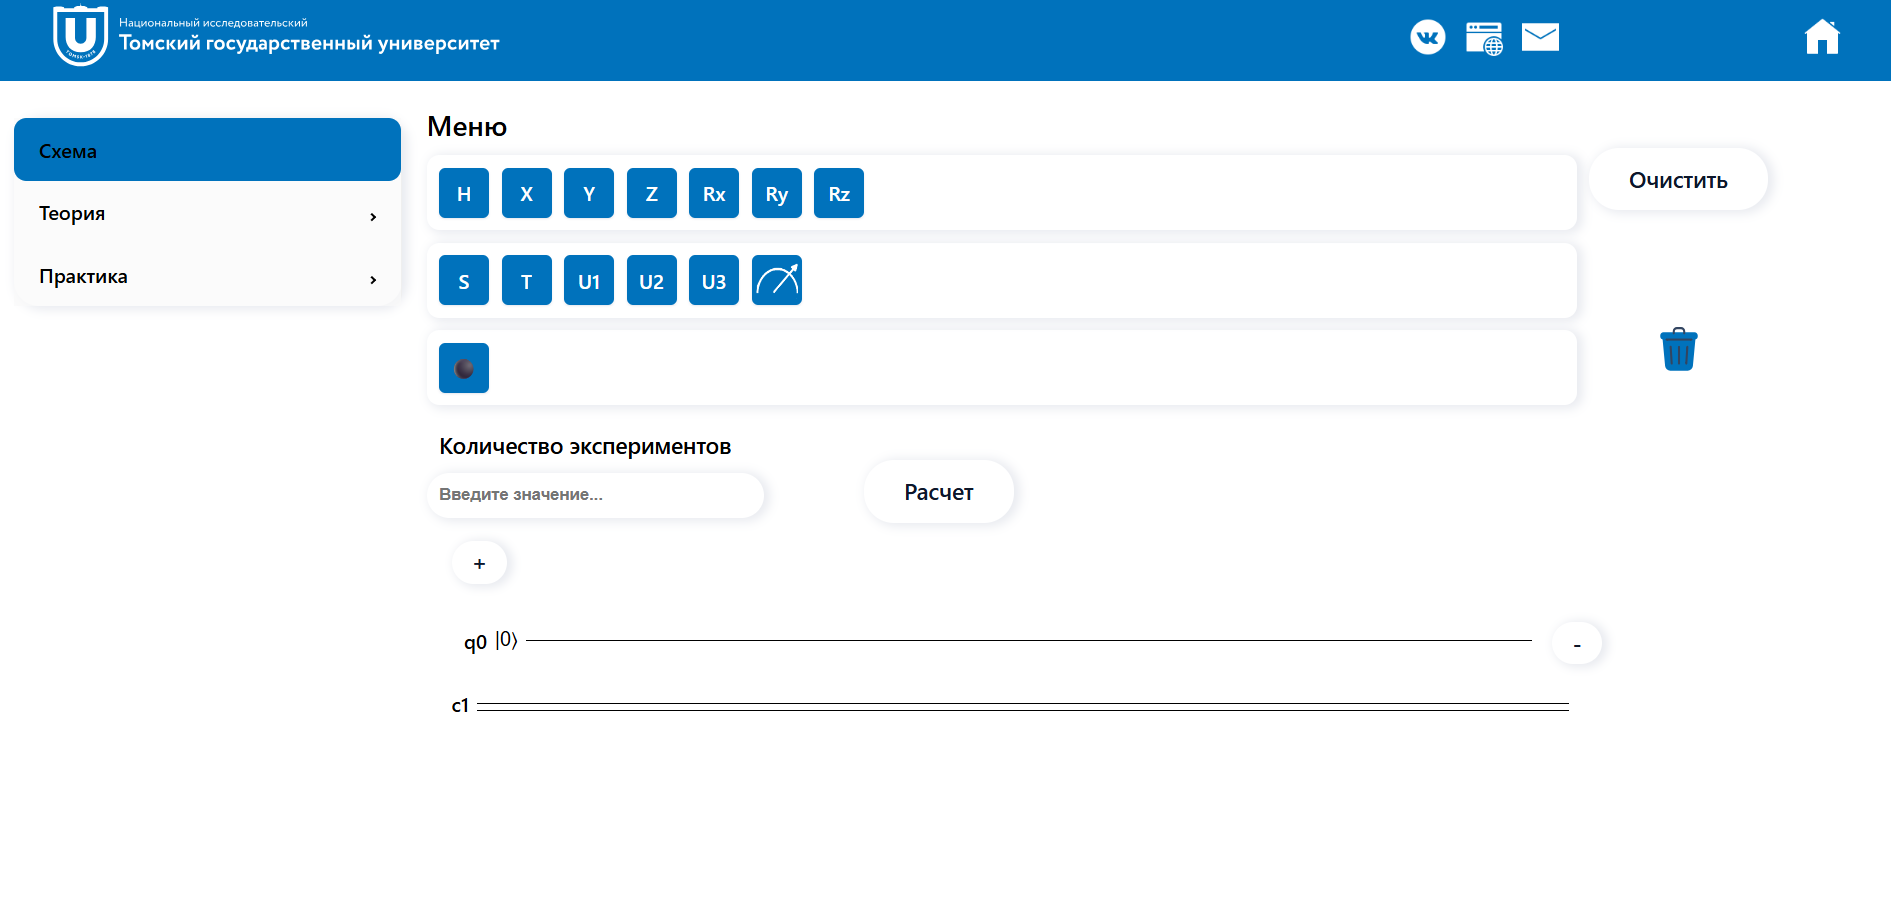 Национальный исследовательский
Томский государственный университет
Схема
Теория
Практика
Меню
H X Y Z Rx Ry Rz
Очистить
S T U1 U2 U3
Количество экспериментов
Введите значение...
Расчет
+
q0 |0⟩
-
c1